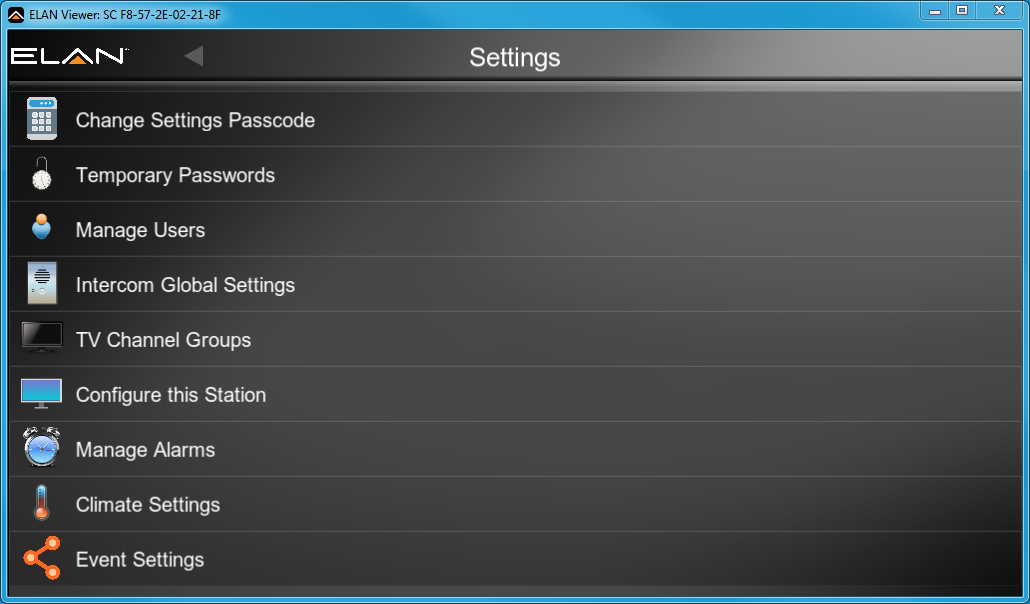 ELAN Viewer: SC F8-57-2E-02-21-8F
ELAN
Settings
Change Settings Passcode
Temporary Passwords
Manage Users
Intercom Global Settings
TV Channel Groups
Configure this Station
Manage Alarms
Climate Settings
Event Settings